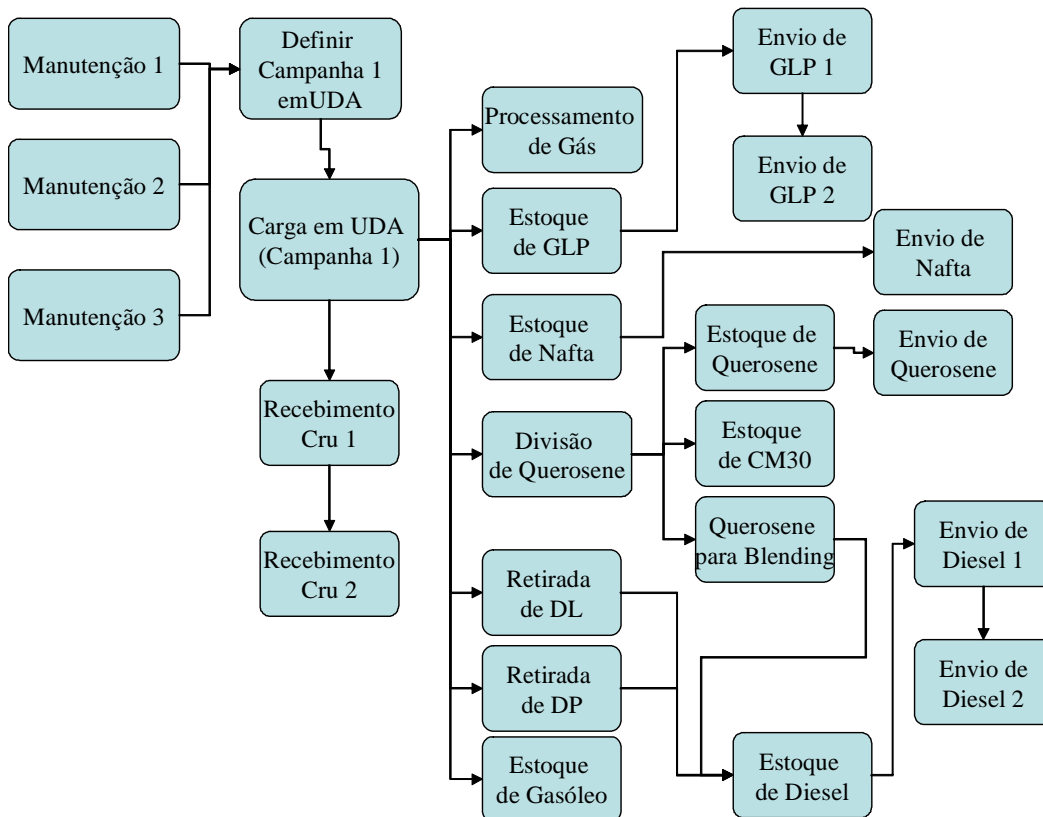 Manutenção 1
Manutenção 2
Manutenção 3
Definir
Campanha 1
emUDA
Carga em UDA
(Campanha 1)
Recebimento
Cru 1
Recebimento
Cru 2
Processamento
de Gás
Estoque
de GLP
Estoque
de Nafta
Divisão
de Querosene
Retirada
de DL
Retirada
de DP
Estoque
de Gasóleo
Envio de
GLP 1
Envio de
GLP 2
Envio de
Nafta
Estoque de
Querosene
Envio de
Querosene
Estoque
de CM30
Querosene
para Blending
Envio de
Diesel 1
Envio de
Diesel 2
Estoque
de Diesel